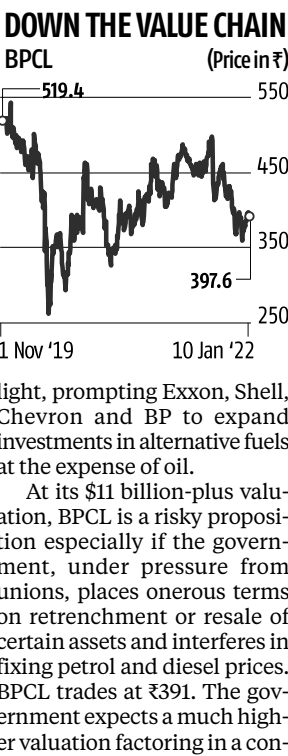 DOWN THE VALUE CHAIN
BPCL (Price in ₹)
519.4
550
450
350
397.6
250
1 Nov ‘19 10 Jan ‘22
light, prompting Exxon, Shell,
Chevron and BP to expand
investments in alternative fuels
at the expense of oil.
At its $11 billion-plus valu-
ation, BPCL is a risky proposi-
tion especially if the govern-
ment, under pressure from
unions, places onerous terms
on retrenchment or resale of
certain assets and interferes in
fixing petrol and diesel prices.
BPCL trades at ₹391. The gov-
ernment expects a much high-
er valuation factoring in a con-